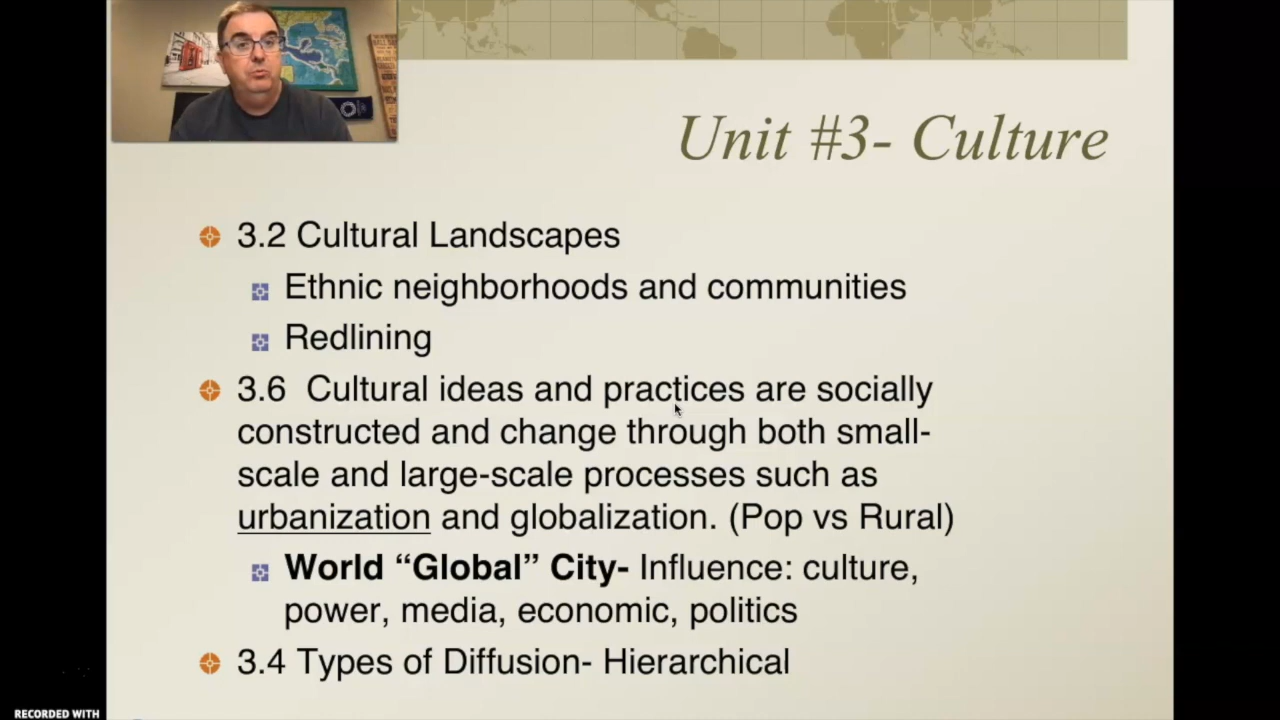 Unit #3- Culture
3.2 Cultural Landscapes
Ethnic neighborhoods and communities
Redlining
3.6 Cultural ideas and practices are socially
constructed and change through both small-
scale and large-scale processes such as
urbanization and globalization. (Pop vs Rural)
World “Global” City- Influence: culture,
power, media, economic, politics
3.4 Types of Diffusion- Hierarchical
RECORDED WITH